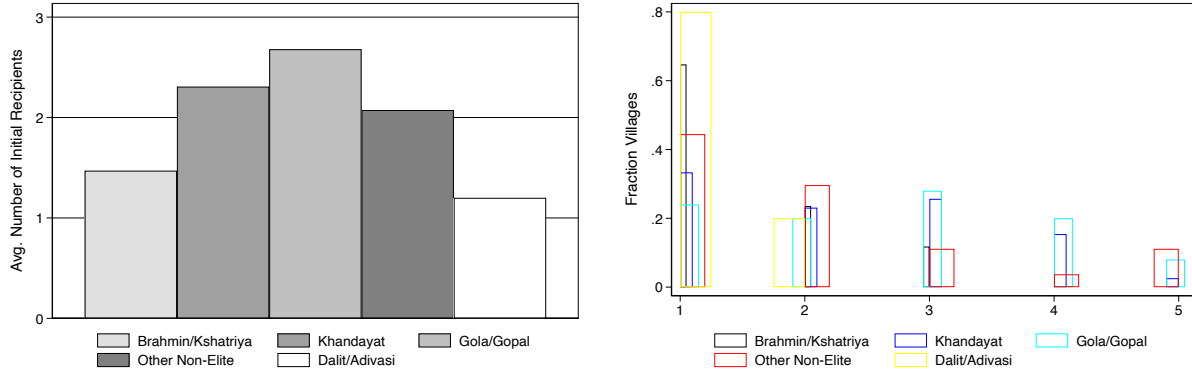 Avg. Number of Initial Recipients
3
2
1
0
Brahmin/Kshatriya Khandayat Gola/Gopal
Other Non-Elite Dalit/Adivasi
Fraction Villages
.8
.6
.4
.2
0
1 2 3 4 5
Brahmin/Kshatriya Khandayat Gola/Gopal
Other Non-Elite Dalit/Adivasi